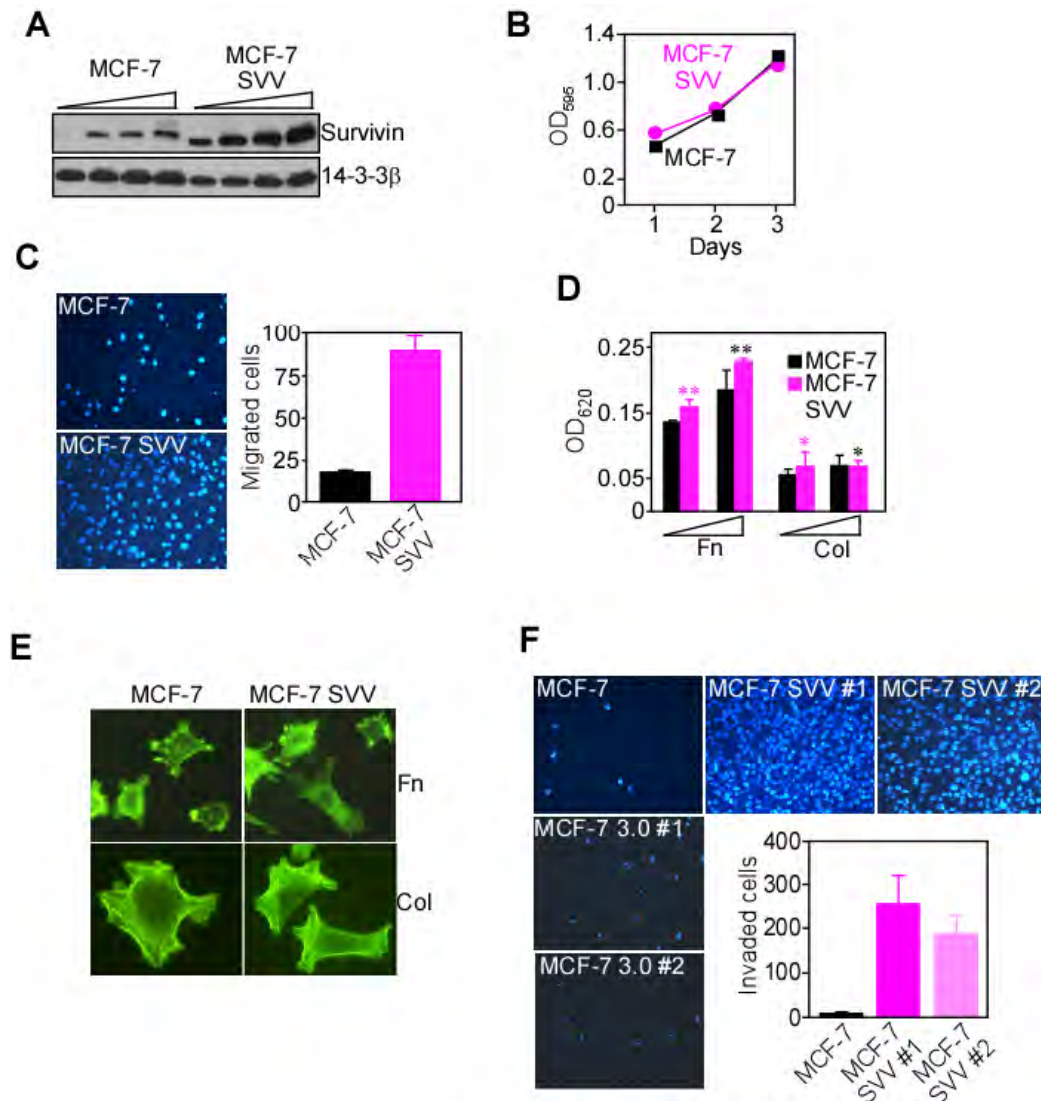 A
MCF-7
MCF-7
SVV
Survivin
14-3-3β
B
1.4
1.2
0.6
1.2
0
OD595
MCF-7
SVV
MCF-7
1
2
3
Days
C
MCF-7
MCF-7 SVV
Migrated cells
100
75
50
25
0
MCF-7
MCF-7
SVV
D
OD620
0.25
0.15
0.05
0
**
**
*
*
MCF-7
MCF-7
SVV
Fn
Col
E
MCF-7
MCF-7 SVV
Fn
Col
F
MCF-7
MCF-7 SVV #1
MCF-7 SVV #2
MCF-7 3.0 #1
MCF-7 3.0 #2
Invaded cells
400
300
200
100
0
MCF-7
MCF-7
SVV #1
MCF-7
SVV #2